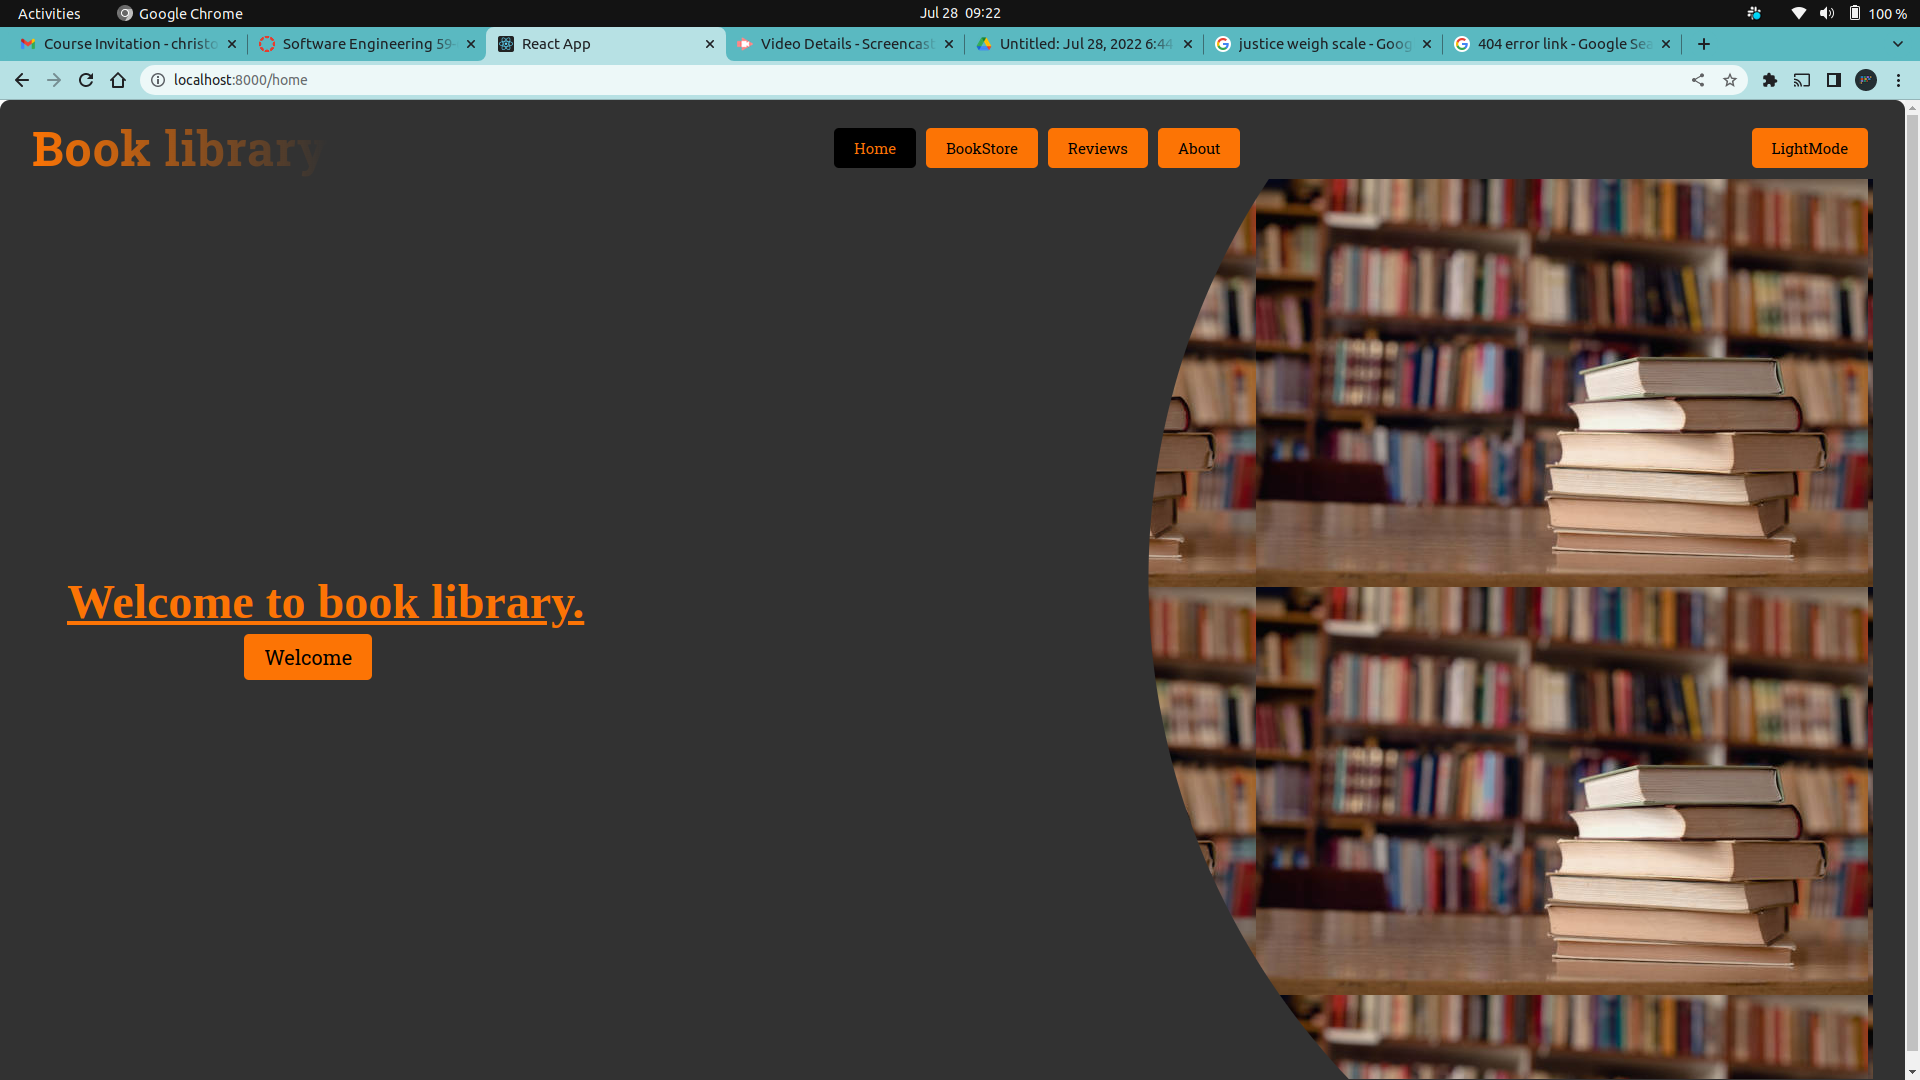 Activities Google Chrome Jul 28 09:22 100 %
Course Invitation - christo Software Engineering 59- React App Video Details - Screencast Untitled: Jul 28, 2022 6:44 justice weigh scale - Goog 404 error link - Google Sea
localhost:8000/home
Book library Home BookStore Reviews About LightMode
Welcome to book library.
Welcome